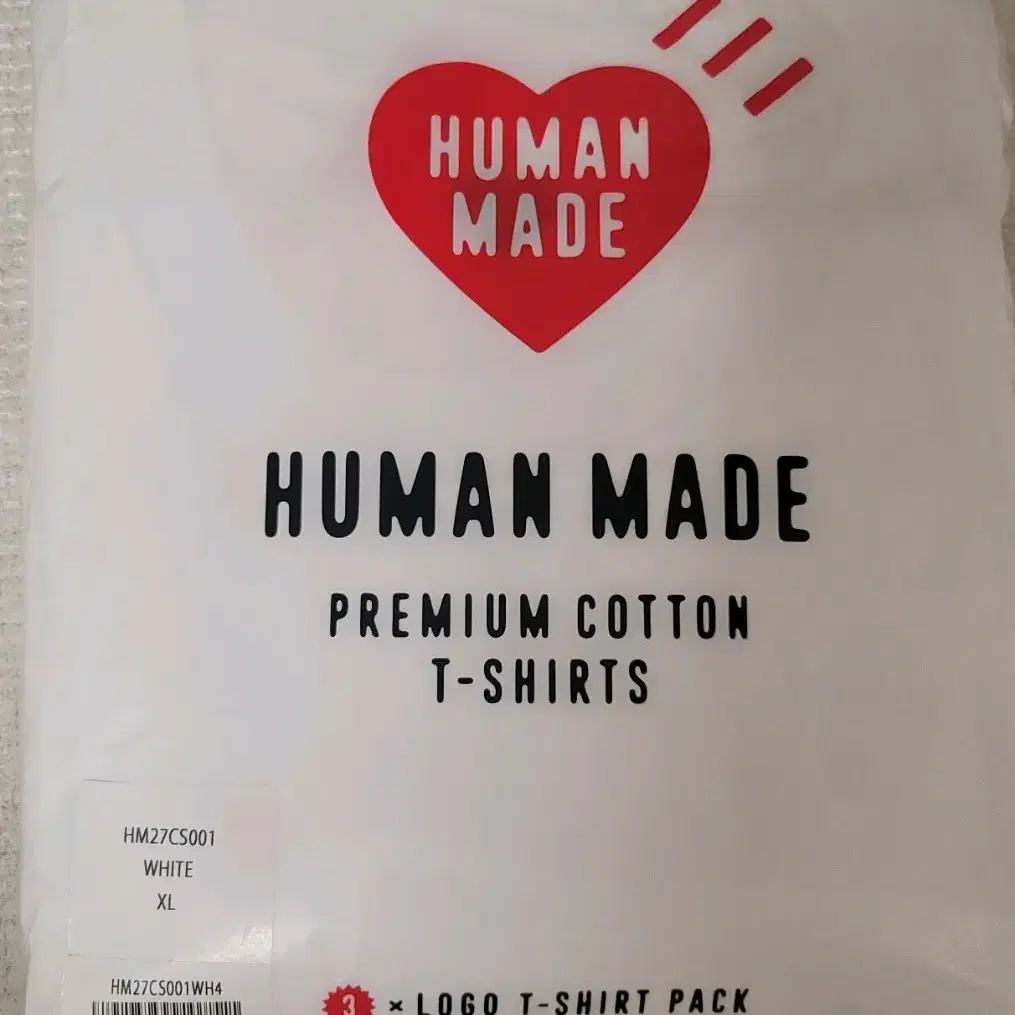 HUMAN
MADE
HUMAN MADE
PREMIUM COTTON
T-SHIRTS
HM27CS001
WHITE
XL
HM27CS001WH4
3 × LOGO T-SHIRT PACK